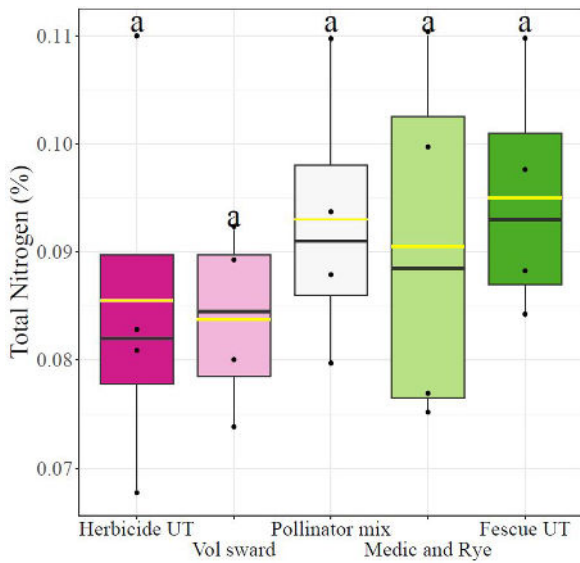 Total Nitrogen (%)
0.11
0.10
0.09
0.08
0.07
a
a
a
a
a
Herbicide UT
Vol sward
Pollinator mix
Medic and Rye
Fescue UT